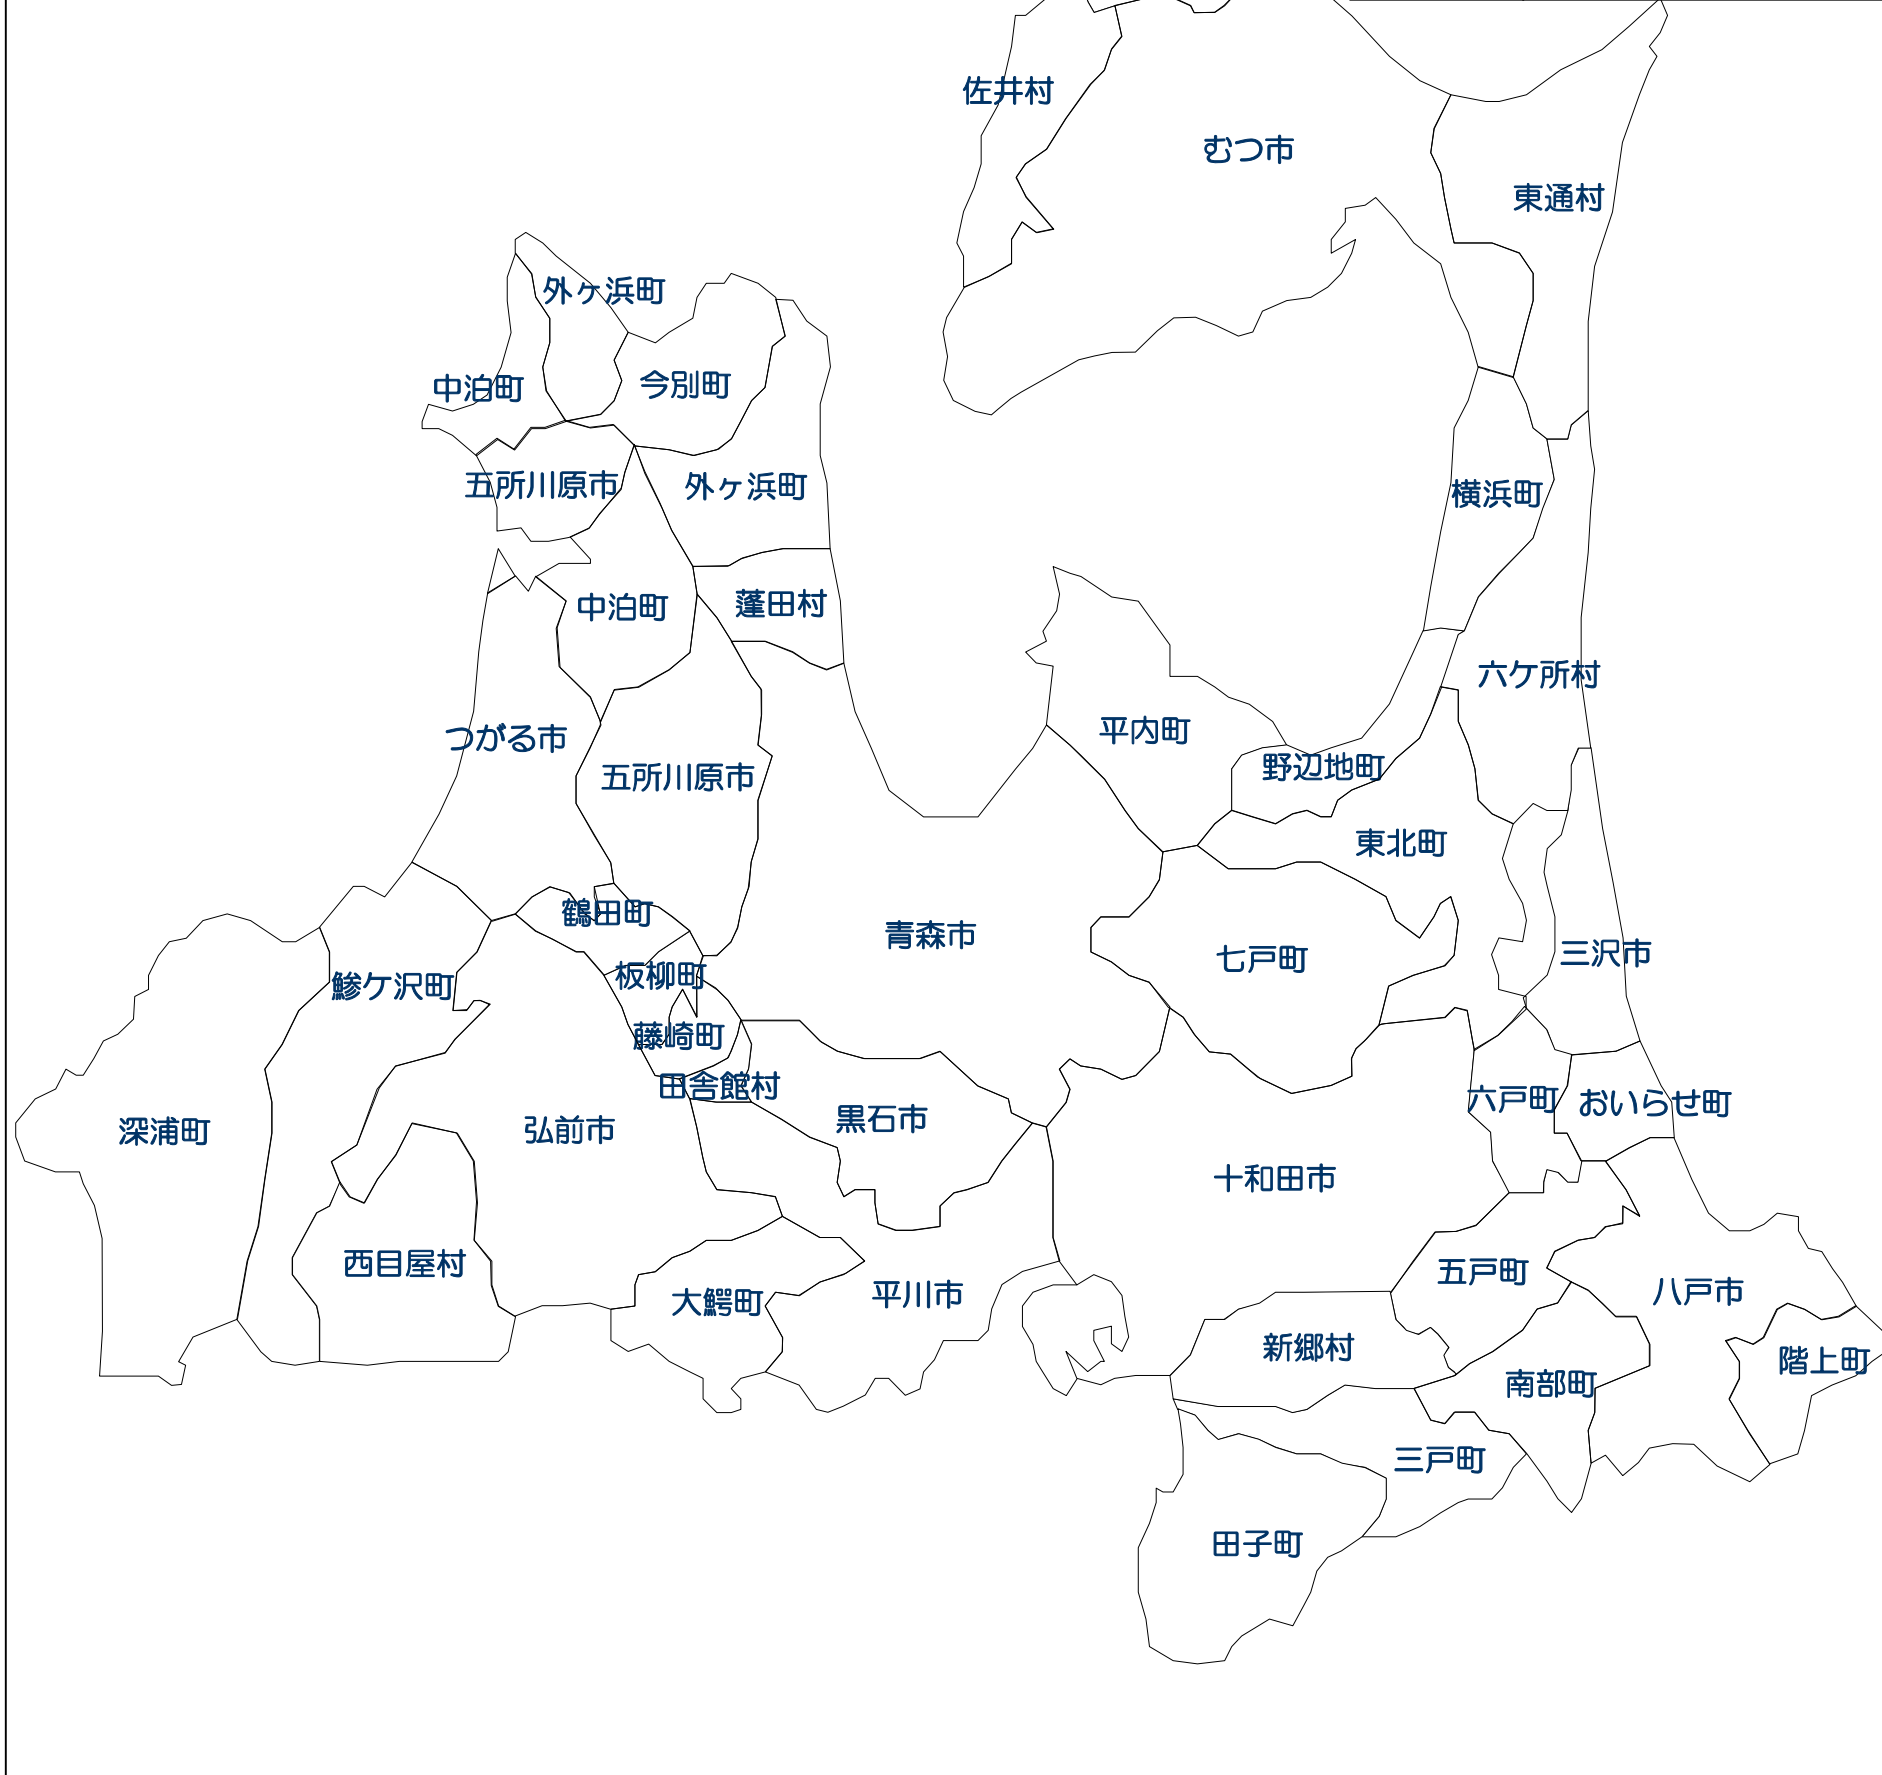 佐井村
むつ市
東通村
外ヶ浜町
中泊町
今別町
五所川原市
外ヶ浜町
横浜町
中泊町
蓬田村
六ケ所村
つがる市
平内町
野辺地町
五所川原市
東北町
鶴田町
青森市
七戸町
三沢市
板柳町
鰺ケ沢町
藤崎町
田舎館村
六戸町
おいらせ町
深浦町
弘前市
黒石市
十和田市
西目屋村
五戸町
大鰐町
平川市
八戸市
新郷村
階上町
南部町
三戸町
田子町